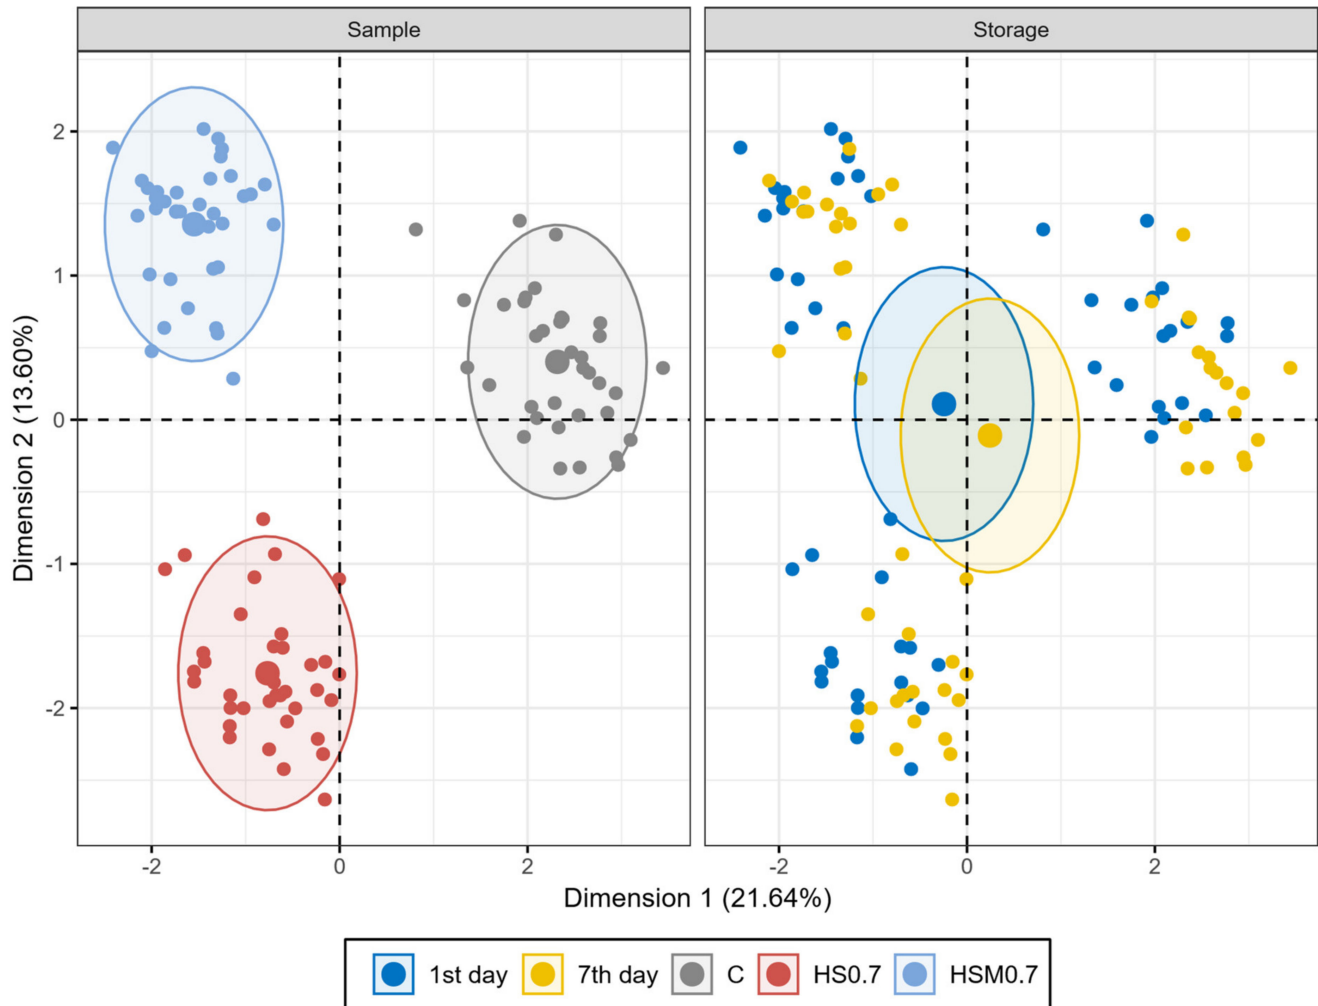 Sample
Storage
Dimension 2 (13.60%)
2
1
0
-1
-2
-2 0 2
-2 0 2
Dimension 1 (21.64%)
1st day 7th day C HS0.7 HSM0.7